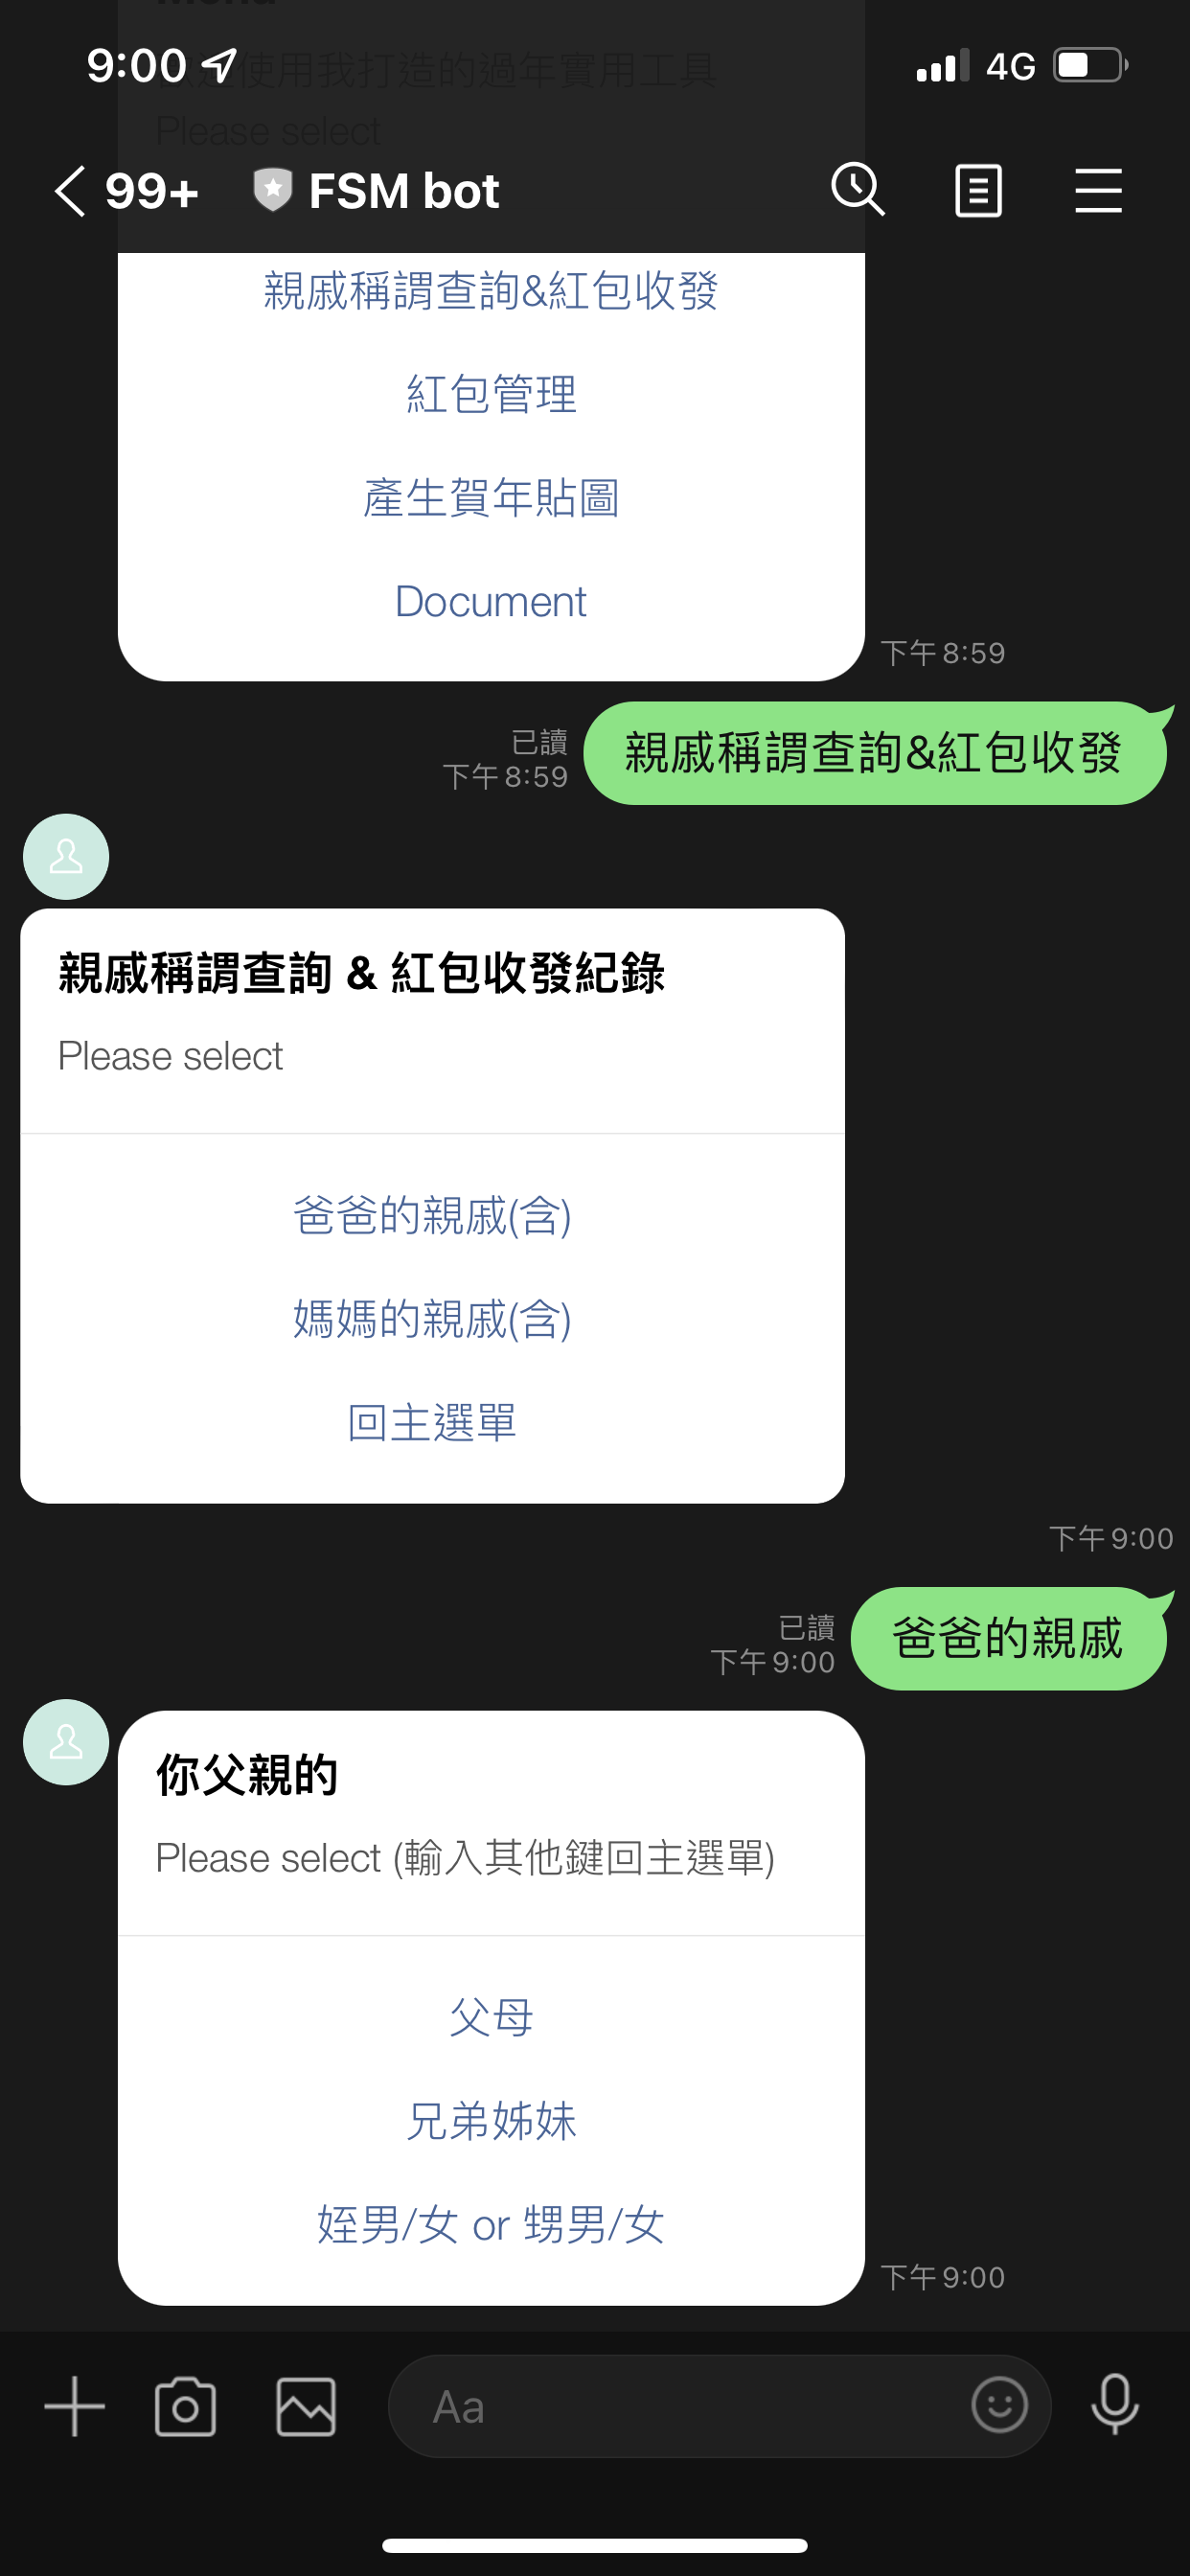 9:00
4G
歡迎使用我打造的過年實用工具
Please select
99+ FSM bot
親戚稱謂查詢&紅包收發
紅包管理
產生賀年貼圖
Document
下午 8:59
已讀
下午 8:59
親戚稱謂查詢&紅包收發
親戚稱謂查詢 & 紅包收發紀錄
Please select
爸爸的親戚(含)
媽媽的親戚(含)
回主選單
下午 9:00
已讀
下午 9:00
爸爸的親戚
你父親的
Please select (輸入其他鍵回主選單)
父母
兄弟姊妹
姪男/女 or 甥男/女
下午 9:00
Aa